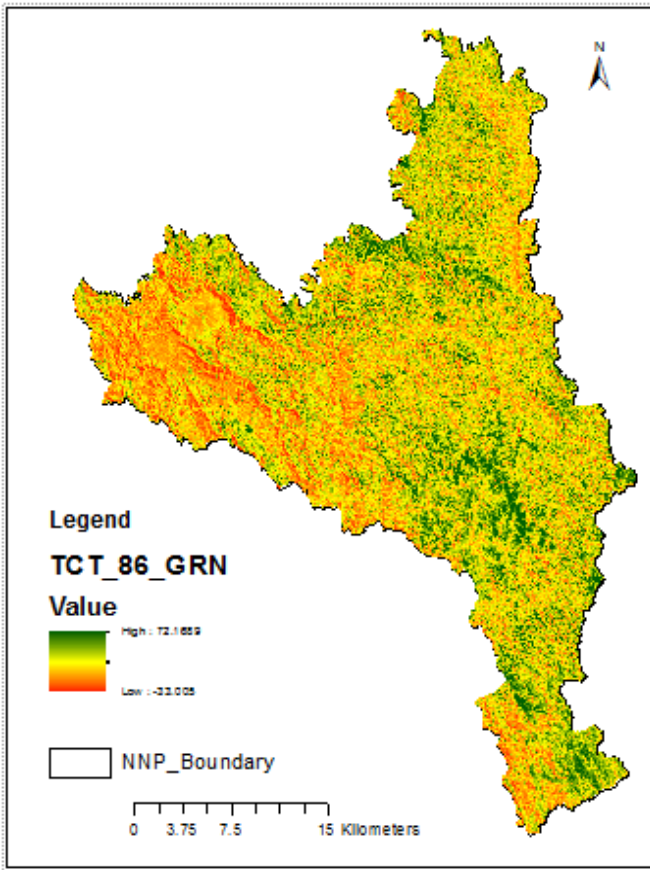 N
Legend
TCT_86_GRN
Value
High : 72.1689
Low : -33.005
NNP_Boundary
0 3.75 7.5 15 Kilometers